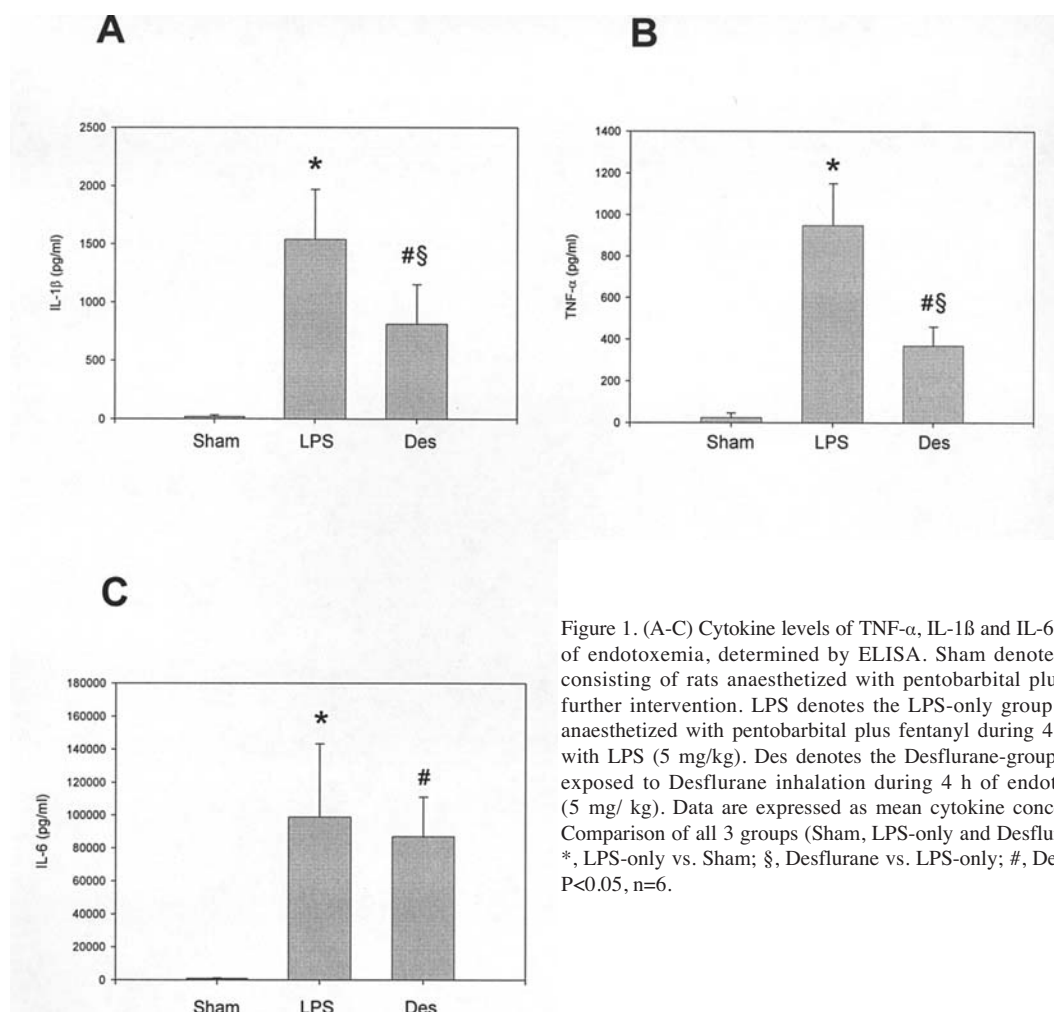 A
B
2500
2000
1500
1000
500
0
IL-1β (pg/ml)
*
#§
Sham LPS Des
1400
1200
1000
800
600
400
200
0
TNF-α (pg/ml)
*
#§
Sham LPS Des
C
180000
160000
140000
120000
100000
80000
60000
40000
20000
0
IL-6 (pg/ml)
*
#
Sham LPS Des
Figure 1. (A-C) Cytokine levels of TNF-α, IL-1ß and IL-6
of endotoxemia, determined by ELISA. Sham denote
consisting of rats anaesthetized with pentobarbital plu
further intervention. LPS denotes the LPS-only group
anaesthetized with pentobarbital plus fentanyl during 4
with LPS (5 mg/kg). Des denotes the Desflurane-group
exposed to Desflurane inhalation during 4 h of endot
(5 mg/ kg). Data are expressed as mean cytokine conc
Comparison of all 3 groups (Sham, LPS-only and Desflu
*, LPS-only vs. Sham; §, Desflurane vs. LPS-only; #, De
P<0.05, n=6.